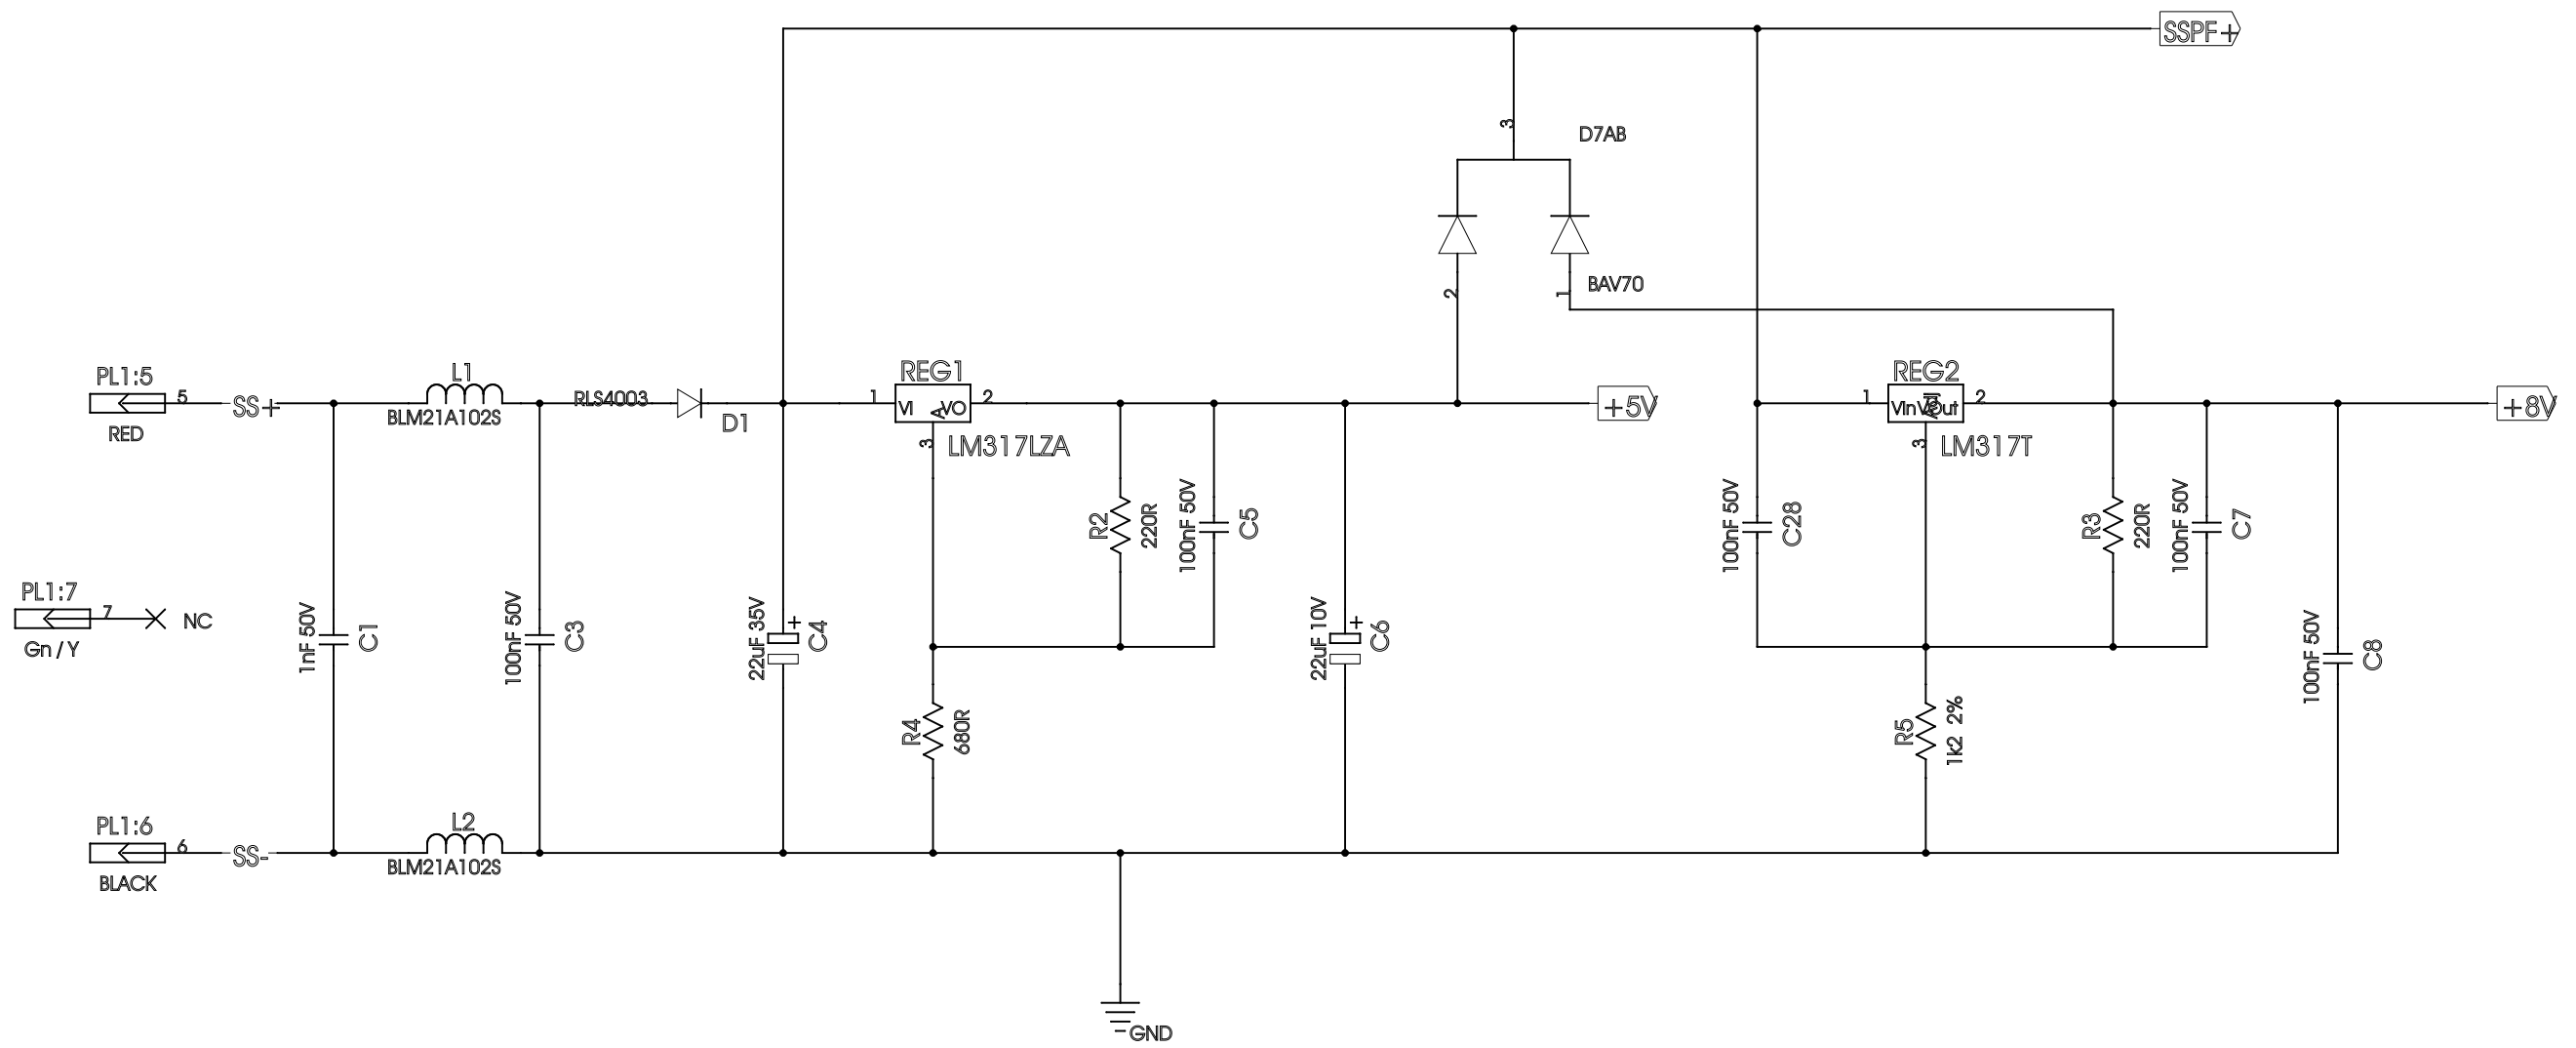 SSPF+
3
D7AB
2
1
BAV70
PL1:5
5
SS+
RED
L1
BLM21A102S
RLS4003
D1
1
REG1
VI
A
VO
2
3
LM317LZA
+5V
1
REG2
Vin
Vout
2
3
LM317T
+8V
R2
220R
100nF 50V
C5
100nF 50V
C28
R3
220R
100nF 50V
C7
PL1:7
7
NC
Gn / Y
1nF 50V
C1
100nF 50V
C3
22uF 35V
+
C4
22uF 10V
+
C6
100nF 50V
C8
R4
680R
R5
1k2 2%
PL1:6
6
SS-
BLACK
L2
BLM21A102S
GND